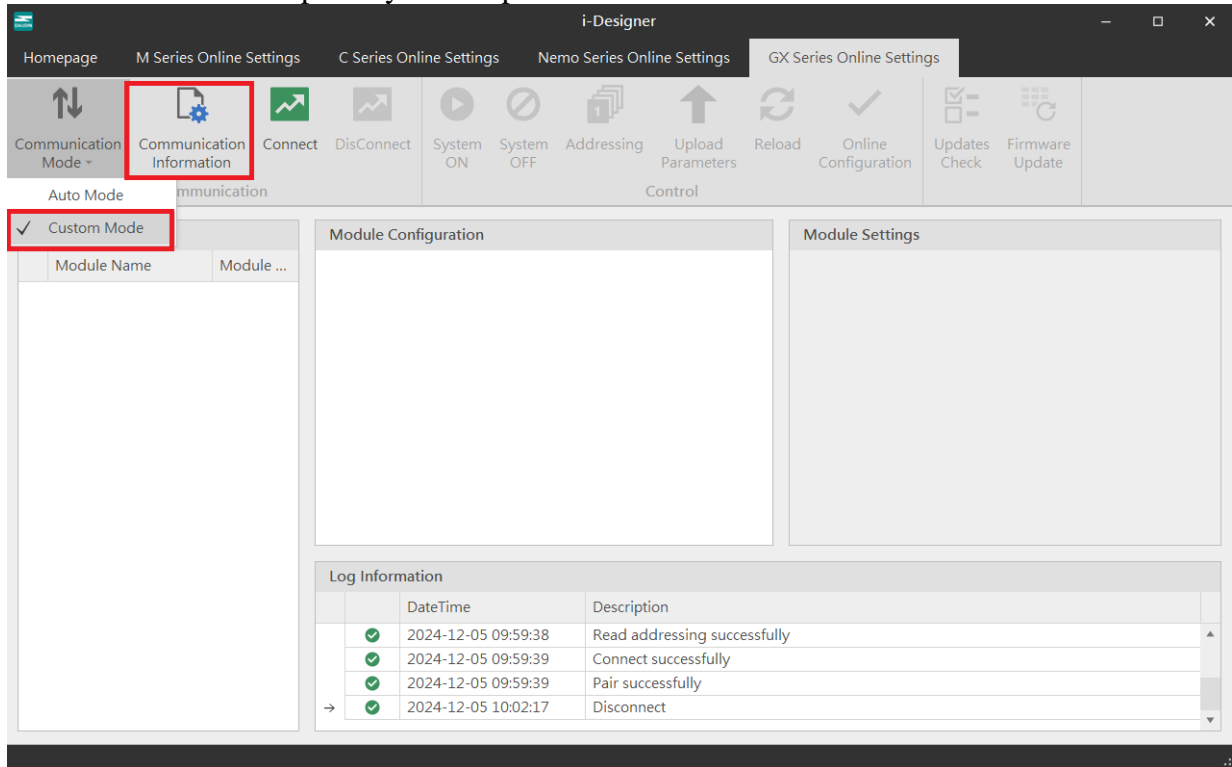 i-Designer
Homepage M Series Online Settings C Series Online Settings Nemo Series Online Settings GX Series Online Settings
Communication Mode
Communication Information
Connect
DisConnect
System ON
System OFF
Addressing
Upload Parameters
Reload
Online Configuration
Updates Check
Firmware Update
Control
Auto Mode
Custom Mode
Module Name Module ...
Module Configuration
Module Settings
Log Information
DateTime Description
2024-12-05 09:59:38 Read addressing successfully
2024-12-05 09:59:39 Connect successfully
2024-12-05 09:59:39 Pair successfully
2024-12-05 10:02:17 Disconnect